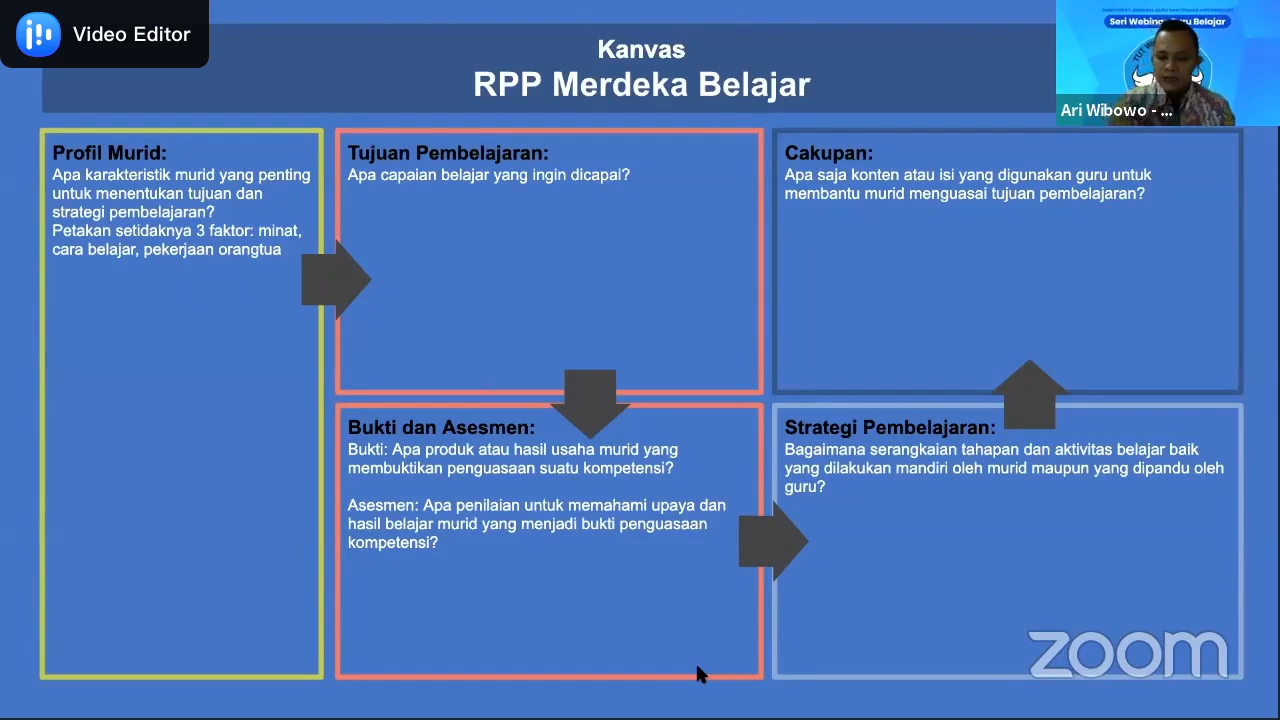 Video Editor
Kanvas
RPP Merdeka Belajar
Seri Webinar Guru Belajar
Ari Wibowo - ...
Profil Murid:
Apa karakteristik murid yang penting
untuk menentukan tujuan dan
strategi pembelajaran?
Petakan setidaknya 3 faktor: minat,
cara belajar, pekerjaan orangtua
Tujuan Pembelajaran:
Apa capaian belajar yang ingin dicapai?
Cakupan:
Apa saja konten atau isi yang digunakan guru untuk
membantu murid menguasai tujuan pembelajaran?
Bukti dan Asesmen:
Bukti: Apa produk atau hasil usaha murid yang
membuktikan penguasaan suatu kompetensi?
Asesmen: Apa penilaian untuk memahami upaya dan
hasil belajar murid yang menjadi bukti penguasaan
kompetensi?
Strategi Pembelajaran:
Bagaimana serangkaian tahapan dan aktivitas belajar baik
yang dilakukan mandiri oleh murid maupun yang dipandu oleh
guru?
zoom